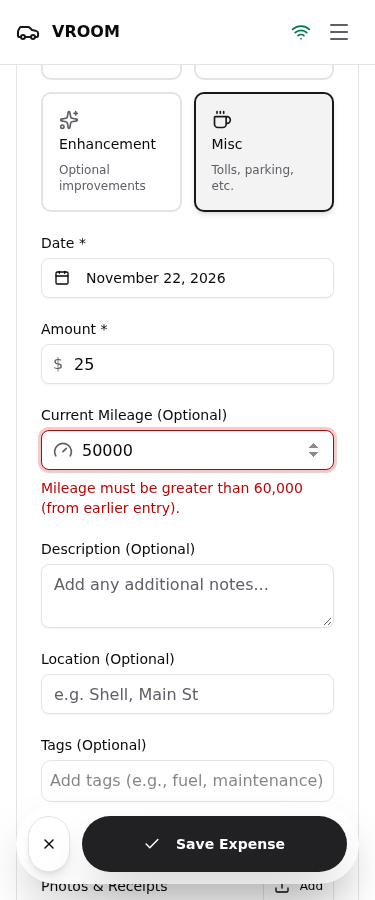 VROOM
Enhancement
Optional
improvements
Misc
Tolls, parking,
etc.
Date *
November 22, 2026
Amount *
$ 25
Current Mileage (Optional)
50000
Mileage must be greater than 60,000
(from earlier entry).
Description (Optional)
Add any additional notes...
Location (Optional)
e.g. Shell, Main St
Tags (Optional)
Add tags (e.g., fuel, maintenance)
Save Expense
Photos & Receipts
Add